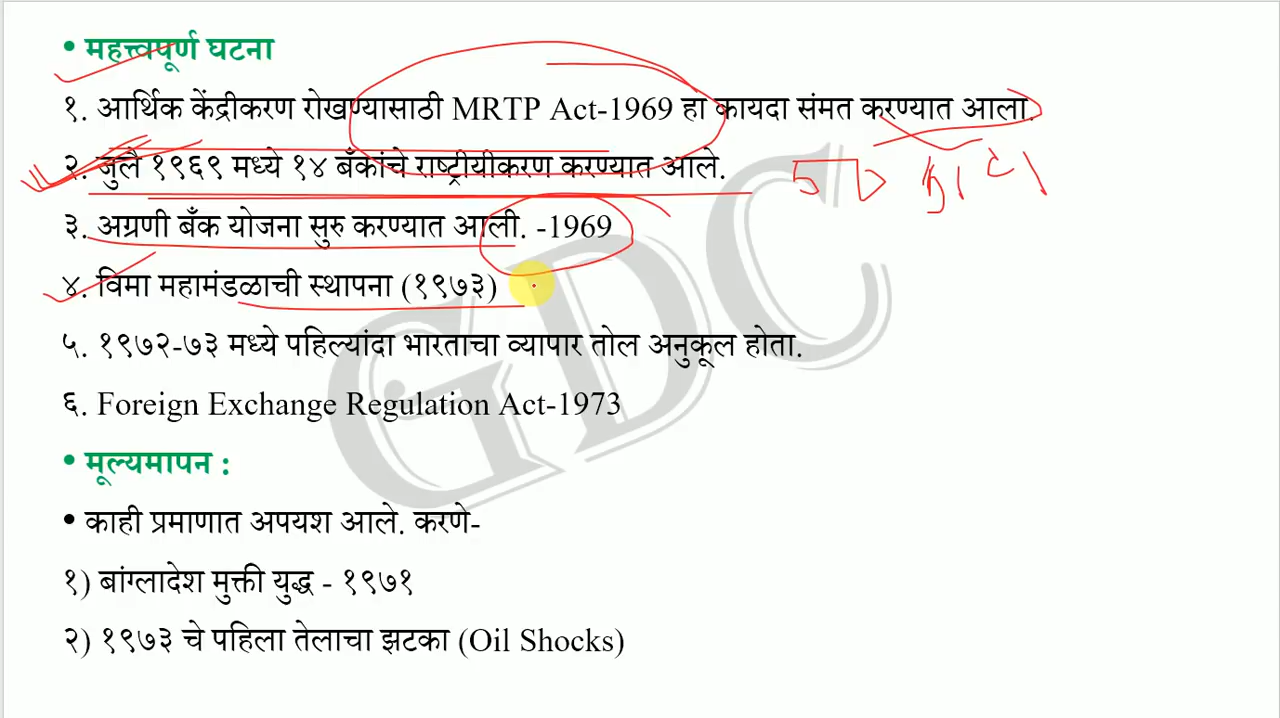 • महत्त्वपूर्ण घटना
१. आर्थिक केंद्रीकरण रोखण्यासाठी MRTP Act-1969 हा कायदा संमत करण्यात आला.
२. जुलै १९६९ मध्ये १४ बँकांचे राष्ट्रीयीकरण करण्यात आले.
३. अग्रणी बँक योजना सुरु करण्यात आली. -1969
४. विमा महामंडळाची स्थापना (१९७३)
५. १९७२-७३ मध्ये पहिल्यांदा भारताचा व्यापार तोल अनुकूल होता.
६. Foreign Exchange Regulation Act-1973
• मूल्यमापन :
• काही प्रमाणात अपयश आले. करणे-
१) बांग्लादेश मुक्ती युद्ध - १९७१
२) १९७३ चे पहिला तेलाचा झटका (Oil Shocks)
GDC